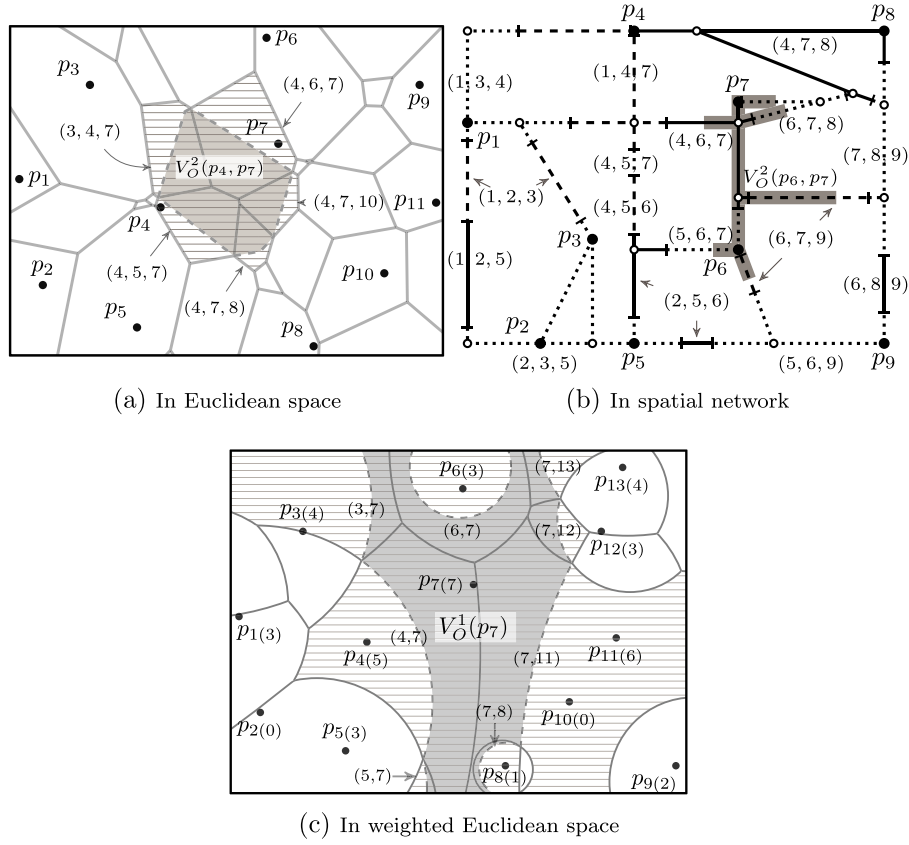 p₆
p₃
(4, 6, 7)
p₉
(3, 4, 7)
p₇
V_O^2(p₄, p₇)
p₁
(4, 7, 10)
p₁₁
p₄
(4, 5, 7)
p₂
p₁₀
(4, 7, 8)
p₅
p₈
(a) In Euclidean space
p₄
p₈
(4, 7, 8)
(1, 3, 4)
(1, 4, 7)
p₇
p₁
(4, 6, 7)
(6, 7, 8)
(7, 8, 9)
(4, 5, 7)
V_O^2(p₆, p₇)
(1, 2, 3)
(4, 5, 6)
p₃
(5, 6, 7)
(6, 7, 9)
(1, 2, 5)
p₆
(2, 5, 6)
(6, 8, 9)
p₂
(2, 3, 5)
p₅
(5, 6, 9)
p₉
(b) In spatial network
p₆₍₃₎
(7,13)
p₁₃₍₄₎
p₃₍₄₎
(3,7)
(6,7)
(7,12)
p₁₂₍₃₎
p₇₍₇₎
p₁₍₃₎
V_O^1(p₇)
(4,7)
p₄₍₅₎
(7,11)
p₁₁₍₆₎
(7,8)
p₁₀₍₀₎
p₂₍₀₎
p₅₍₃₎
(5,7)
p₈₍₁₎
p₉₍₂₎
(c) In weighted Euclidean space